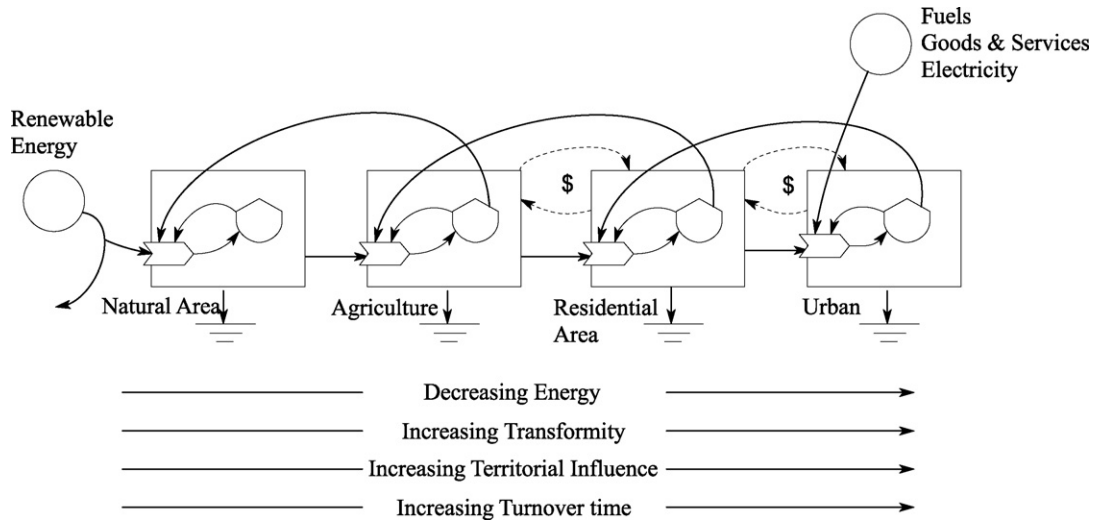 Fuels
Goods & Services
Electricity
Renewable
Energy
$
$
Natural Area
Agriculture
Residential
Area
Urban
Decreasing Energy
Increasing Transformity
Increasing Territorial Influence
Increasing Turnover time